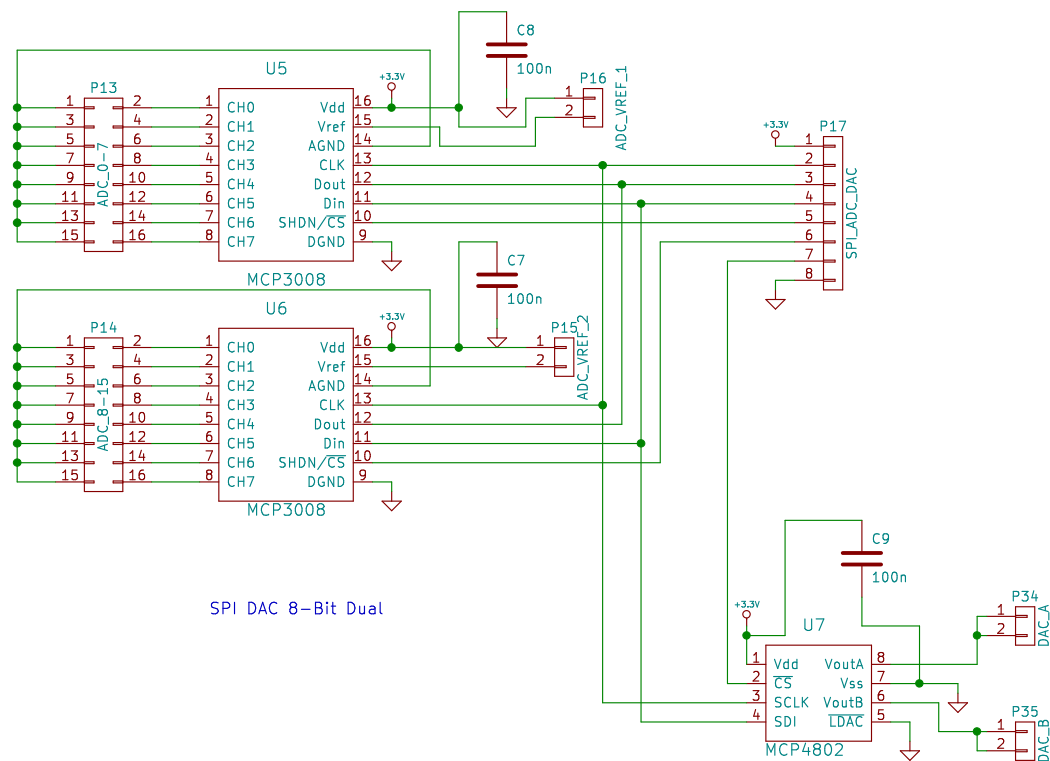 C8
100n
U5
+3.3V
P13
P16
ADC_VREF_1
1 2
3 4
5 6
7 8
9 10
11 12
13 14
15 16
ADC_0-7
1 CH0 Vdd 16
2 CH1 Vref 15
3 CH2 AGND 14
4 CH3 CLK 13
5 CH4 Dout 12
6 CH5 Din 11
7 CH6 SHDN/CS 10
8 CH7 DGND 9
MCP3008
1
2
+3.3V
P17
1
2
3
4
5
6
7
8
SPI_ADC_DAC
C7
100n
U6
+3.3V
P14
P15
ADC_VREF_2
1 2
3 4
5 6
7 8
9 10
11 12
13 14
15 16
ADC_8-15
1 CH0 Vdd 16
2 CH1 Vref 15
3 CH2 AGND 14
4 CH3 CLK 13
5 CH4 Dout 12
6 CH5 Din 11
7 CH6 SHDN/CS 10
8 CH7 DGND 9
MCP3008
1
2
SPI DAC 8-Bit Dual
C9
100n
+3.3V
U7
1 Vdd VoutA 8
2 CS Vss 7
3 SCLK VoutB 6
4 SDI LDAC 5
MCP4802
P34
1
2
DAC_A
P35
1
2
DAC_B